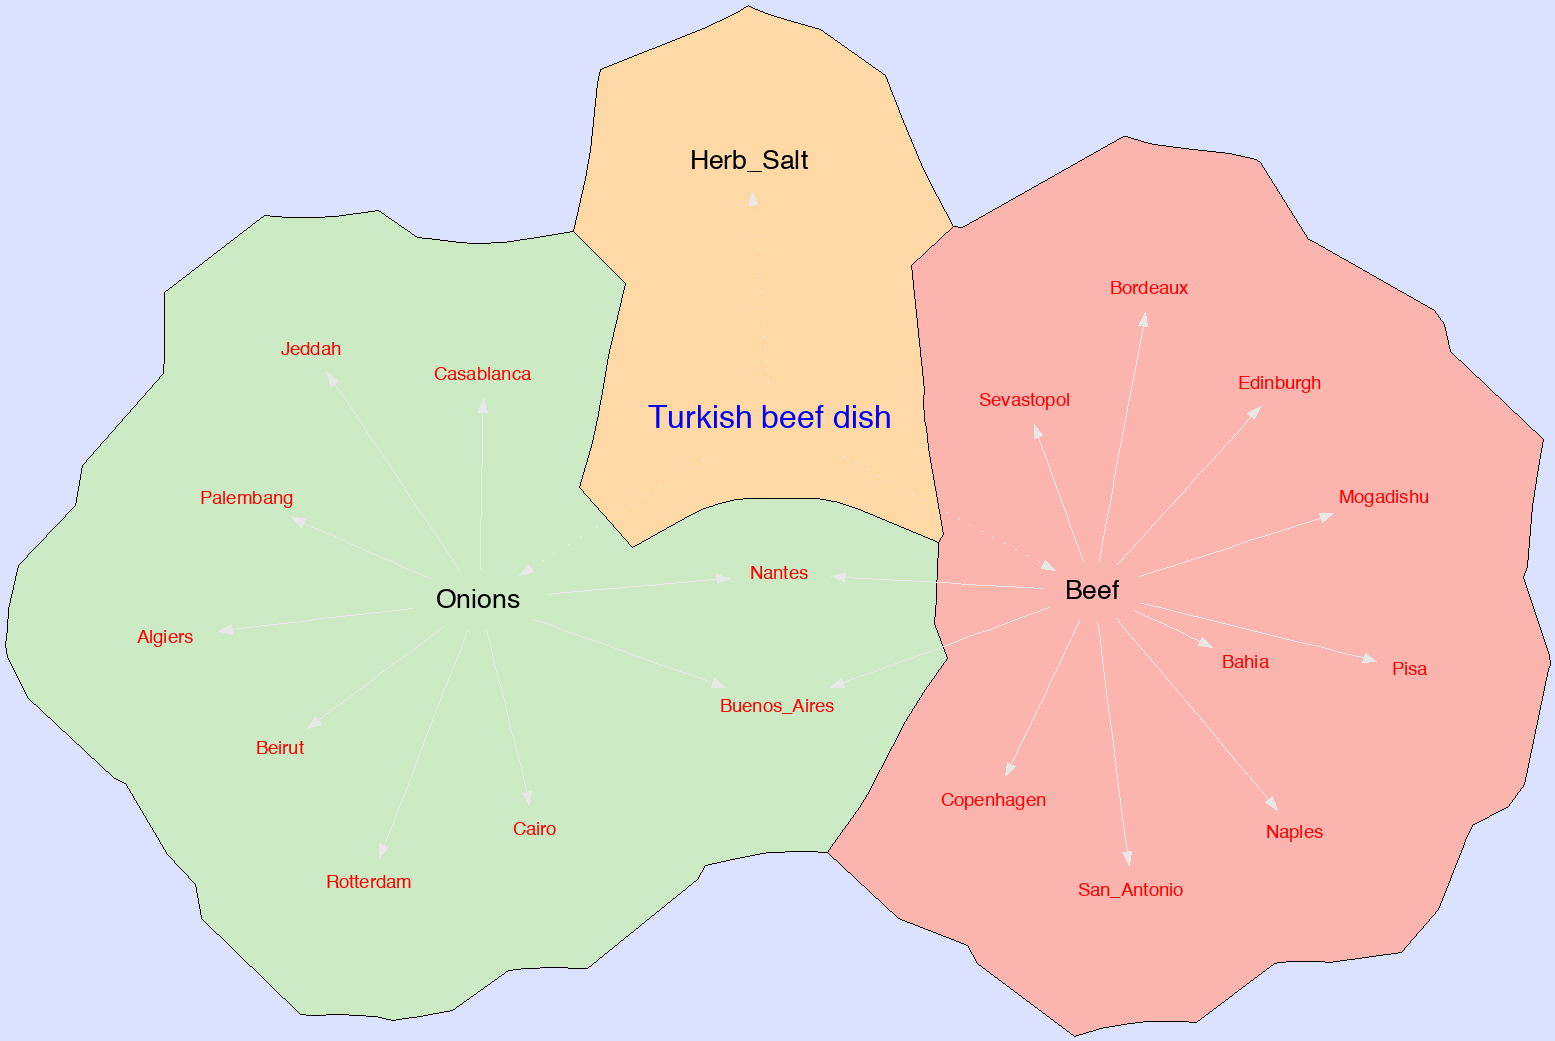 Herb_Salt
Bordeaux
Jeddah
Casablanca
Edinburgh
Sevastopol
Turkish beef dish
Palembang
Mogadishu
Nantes
Beef
Onions
Algiers
Bahia
Pisa
Buenos_Aires
Beirut
Copenhagen
Cairo
Naples
Rotterdam
San_Antonio